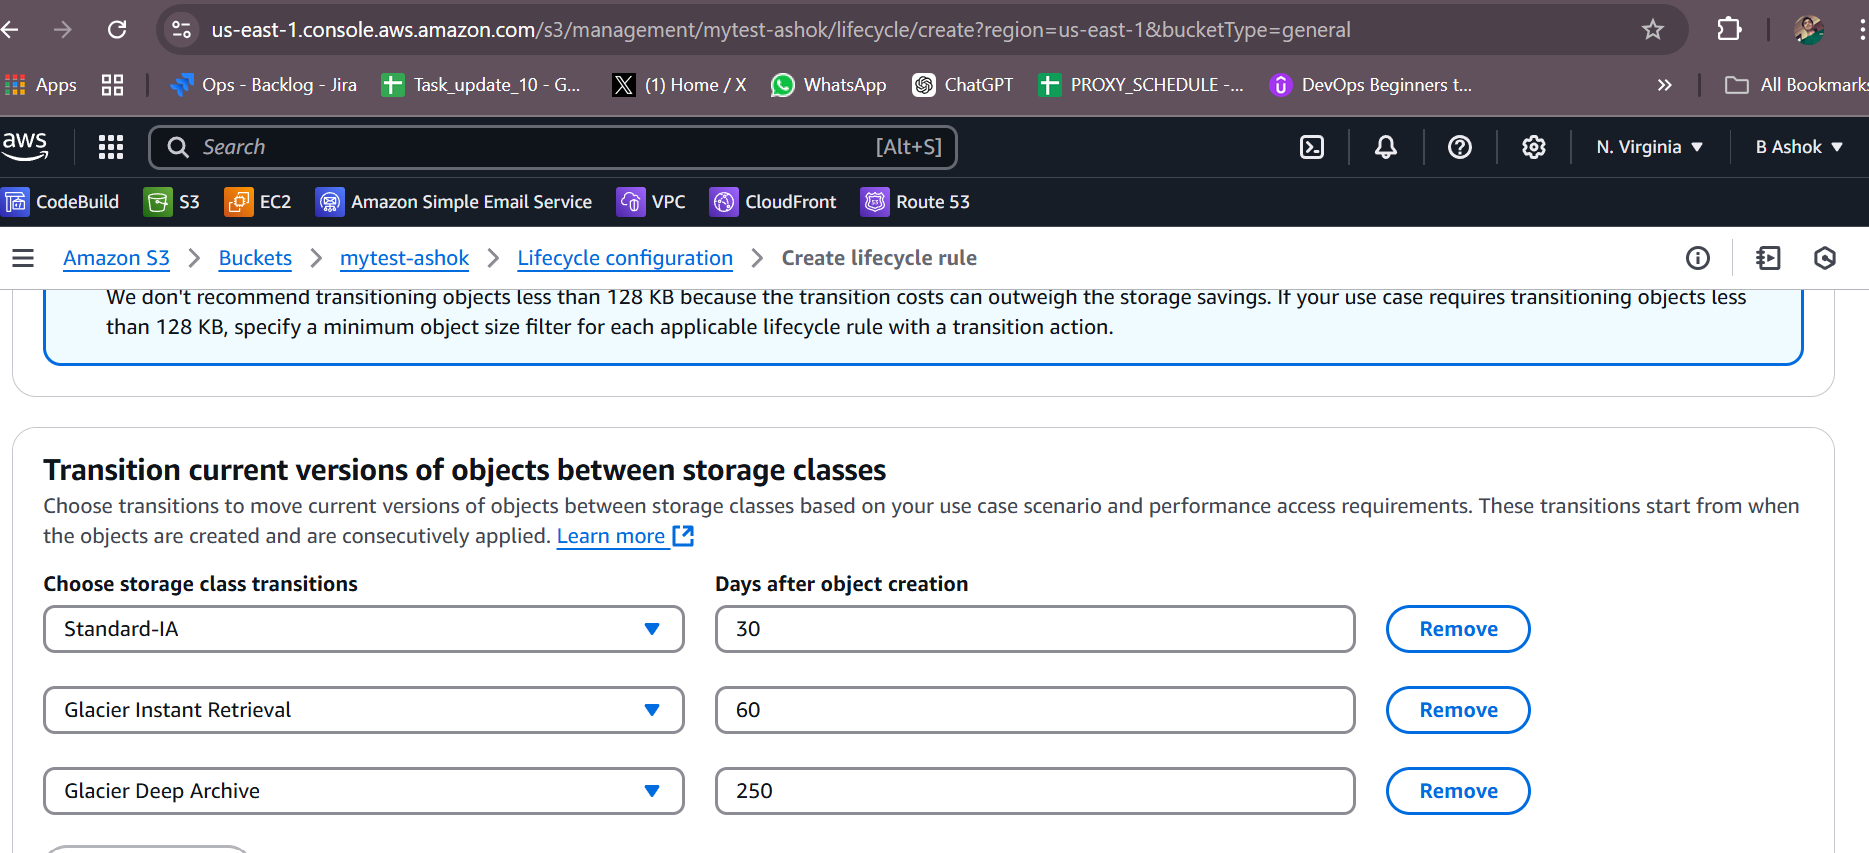 us-east-1.console.aws.amazon.com/s3/management/mytest-ashok/lifecycle/create?region=us-east-1&bucketType=general
Apps Ops - Backlog - Jira Task_update_10 - G... (1) Home / X WhatsApp ChatGPT PROXY_SCHEDULE -... DevOps Beginners t... » All Bookmarks
aws Search [Alt+S] N. Virginia B Ashok
CodeBuild S3 EC2 Amazon Simple Email Service VPC CloudFront Route 53
Amazon S3 > Buckets > mytest-ashok > Lifecycle configuration > Create lifecycle rule
We don't recommend transitioning objects less than 128 KB because the transition costs can outweigh the storage savings. If your use case requires transitioning objects less
than 128 KB, specify a minimum object size filter for each applicable lifecycle rule with a transition action.
Transition current versions of objects between storage classes
Choose transitions to move current versions of objects between storage classes based on your use case scenario and performance access requirements. These transitions start from when
the objects are created and are consecutively applied. Learn more
Choose storage class transitions Days after object creation
Standard-IA 30 Remove
Glacier Instant Retrieval 60 Remove
Glacier Deep Archive 250 Remove